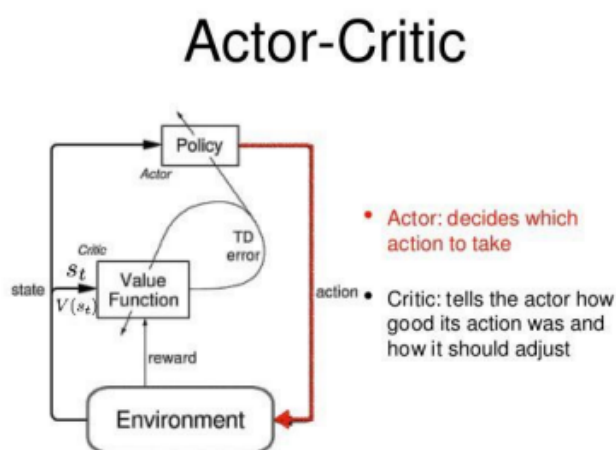 Actor-Critic
Policy
Actor
TD
error
Critic
s_t
Value
Function
V(s_t)
state
action
reward
Environment
• Actor: decides which
action to take
• Critic: tells the actor how
good its action was and
how it should adjust